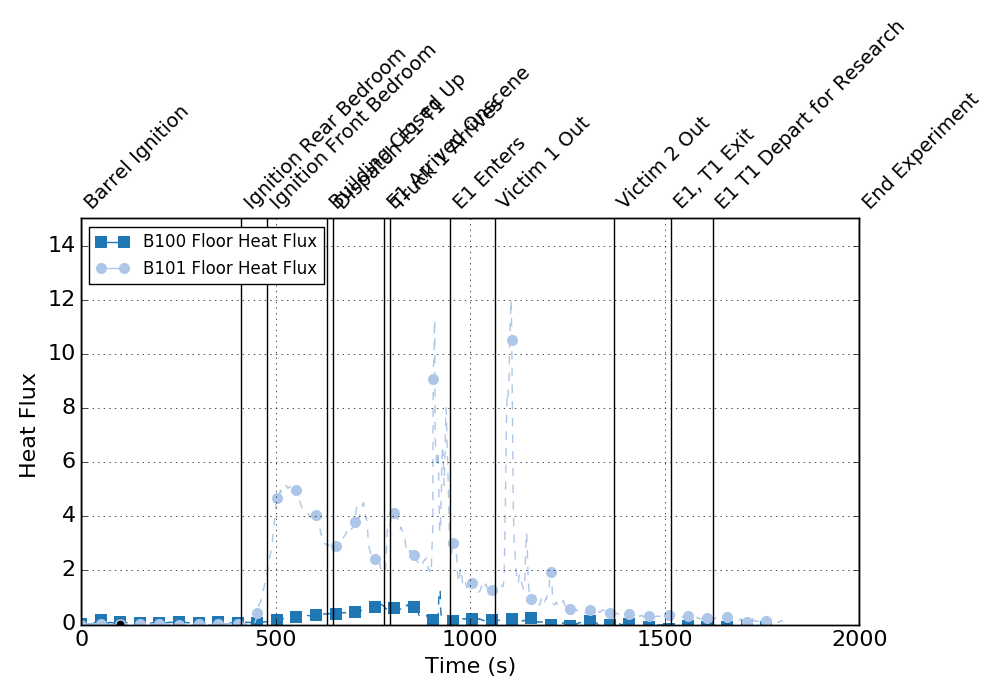 Barrel Ignition
Ignition Rear Bedroom
Ignition Front Bedroom
Building Closed Up
Dispatch E1 T1
E1 Arrived Onscene
Truck 1 Arrives
E1 Enters
Victim 1 Out
Victim 2 Out
E1, T1 Exit
E1 T1 Depart for Research
End Experiment
B100 Floor Heat Flux
B101 Floor Heat Flux
14
12
10
8
6
4
2
0
Heat Flux
0
500
1000
1500
2000
Time (s)